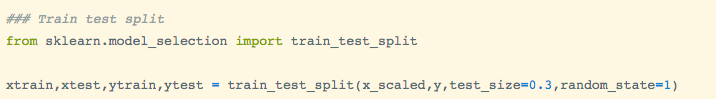 ### Train test split
from sklearn.model_selection import train_test_split
xtrain,xtest,ytrain,ytest = train_test_split(x_scaled,y,test_size=0.3,random_state=1)